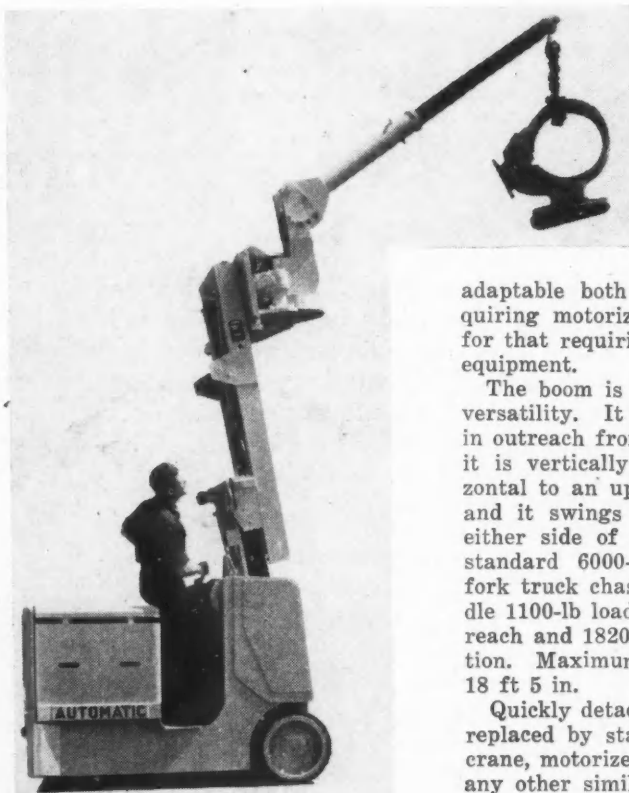 AUTOMATIC
adaptable both
quiring motoriz
for that requiri
equipment.
The boom is
versatility. It
in outreach fro
it is vertically
zontal to an up
and it swings
either side of
standard 6000-
fork truck chas
dle 1100-lb load
reach and 1820
tion. Maximum
18 ft 5 in.
Quickly detac
replaced by sta
crane, motorize
any other simil